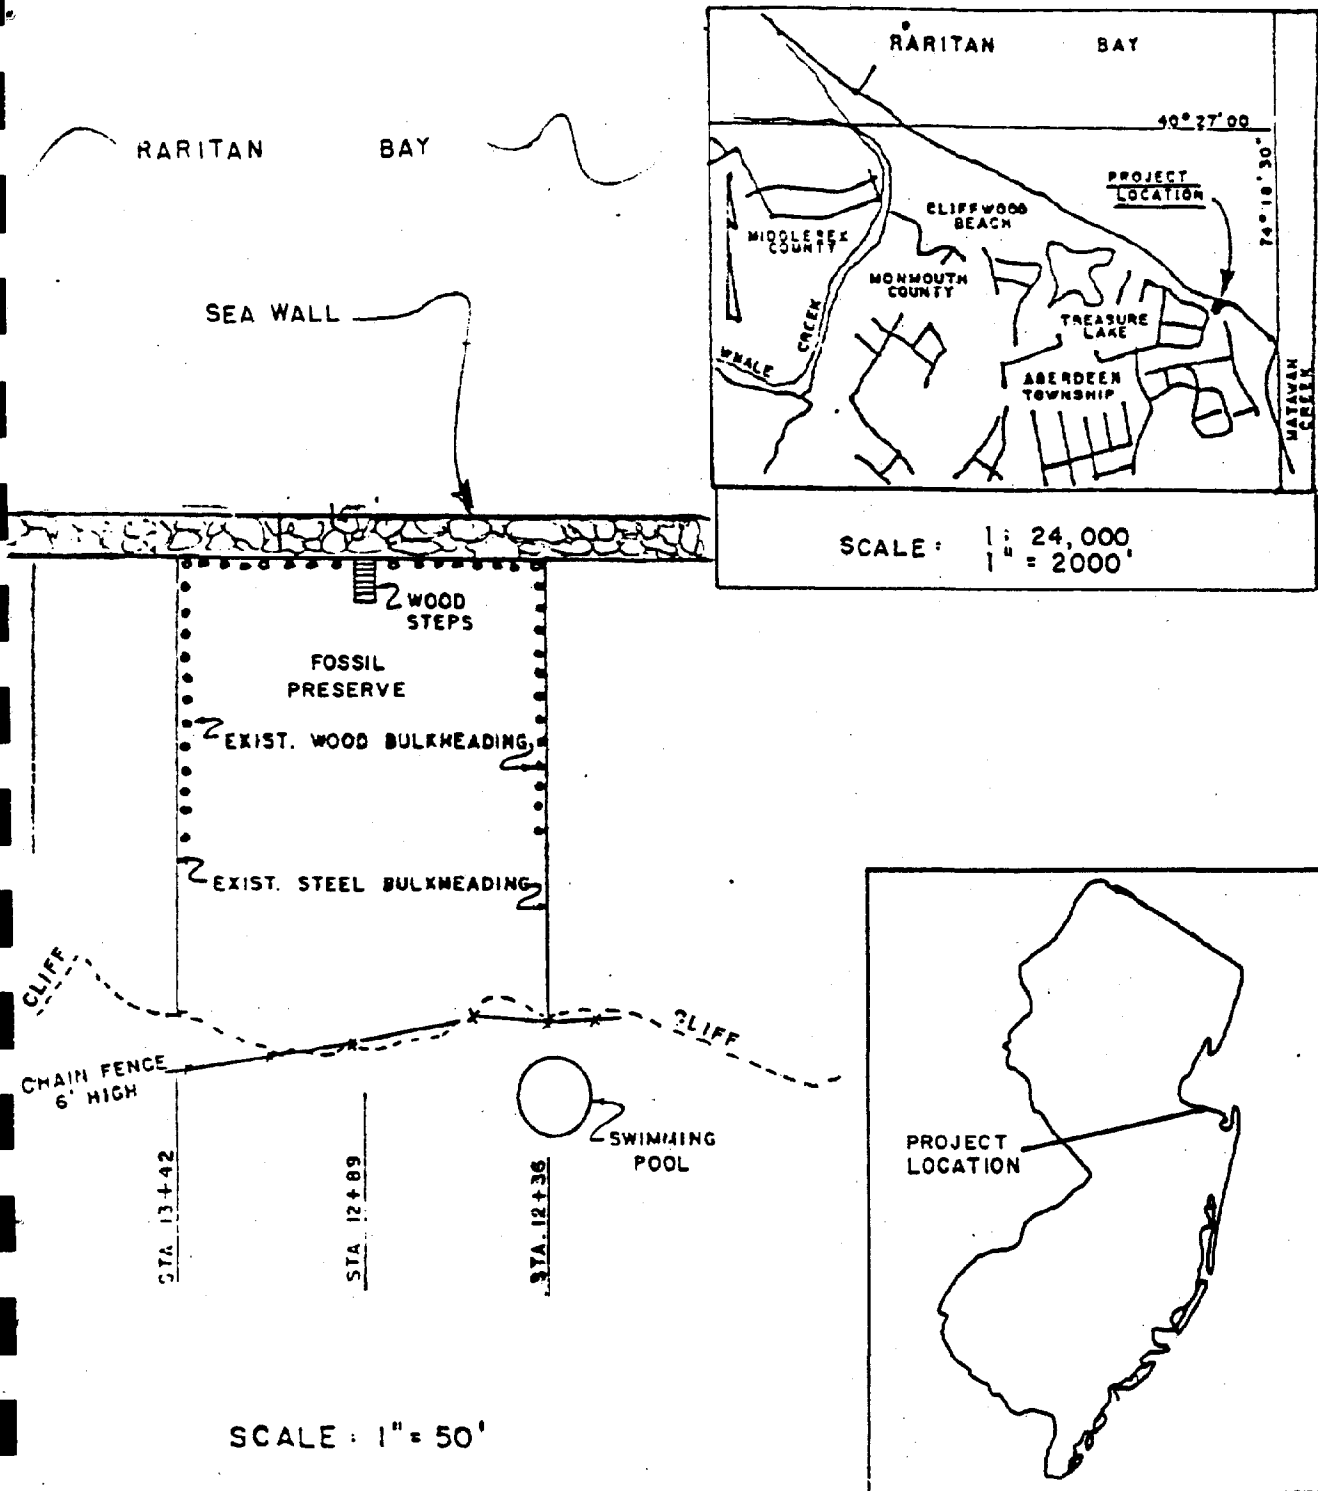 RARITAN BAY
SEA WALL
WOOD
STEPS
FOSSIL
PRESERVE
EXIST. WOOD BULKHEADING
EXIST. STEEL BULKHEADING
CLIFF
CLIFF
CHAIN FENCE
6' HIGH
SWIMMING
POOL
STA 13+42
STA 12+89
STA. 12+36
SCALE: 1" = 50'
RARITAN BAY
40° 27' 00
74° 18' 30"
PROJECT
LOCATION
CLIFFWOOD
BEACH
MIDDLESEX
COUNTY
MONMOUTH
COUNTY
WHALE CREEK
TREASURE
LAKE
ABERDEEN
TOWNSHIP
MATAWAN
CREEK
SCALE: 1: 24,000
1" = 2000'
PROJECT
LOCATION